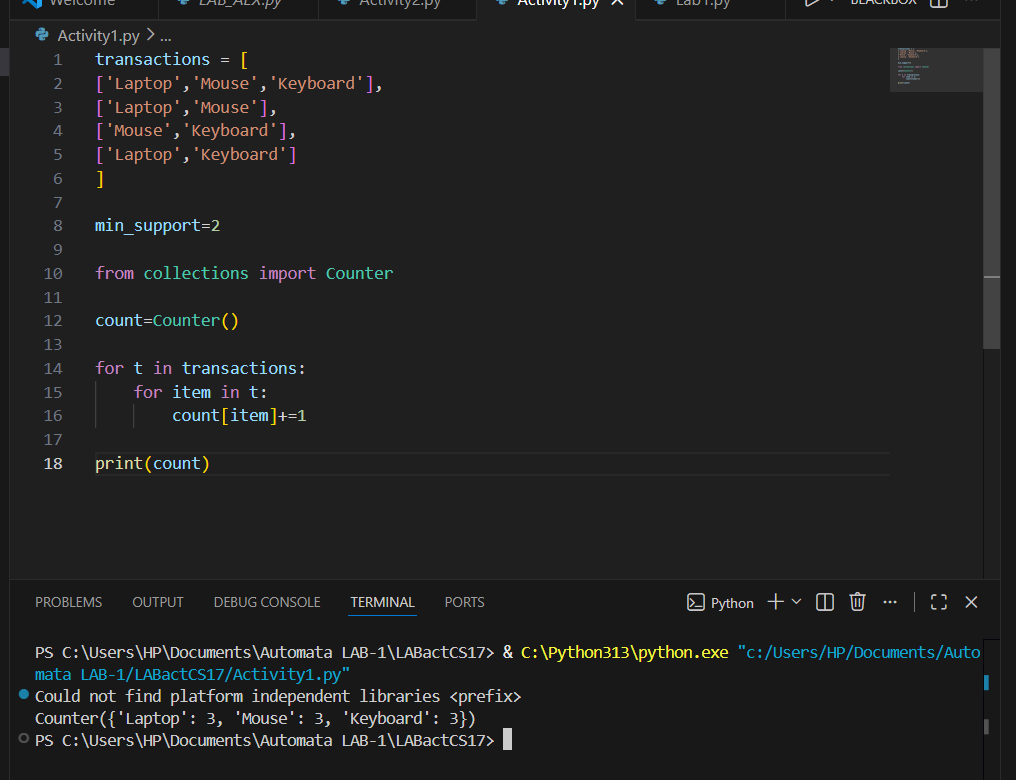 Welcome LAB_ALX.py Activity2.py Activity1.py Lab1.py BLACKBOX
Activity1.py > ...
1 transactions = [
2 ['Laptop','Mouse','Keyboard'],
3 ['Laptop','Mouse'],
4 ['Mouse','Keyboard'],
5 ['Laptop','Keyboard']
6 ]
7
8 min_support=2
9
10 from collections import Counter
11
12 count=Counter()
13
14 for t in transactions:
15 for item in t:
16 count[item]+=1
17
18 print(count)
PROBLEMS OUTPUT DEBUG CONSOLE TERMINAL PORTS Python
PS C:\Users\HP\Documents\Automata LAB-1\LABactCS17> & C:\Python313\python.exe "c:/Users/HP/Documents/Auto
mata LAB-1/LABactCS17/Activity1.py"
Could not find platform independent libraries <prefix>
Counter({'Laptop': 3, 'Mouse': 3, 'Keyboard': 3})
PS C:\Users\HP\Documents\Automata LAB-1\LABactCS17>